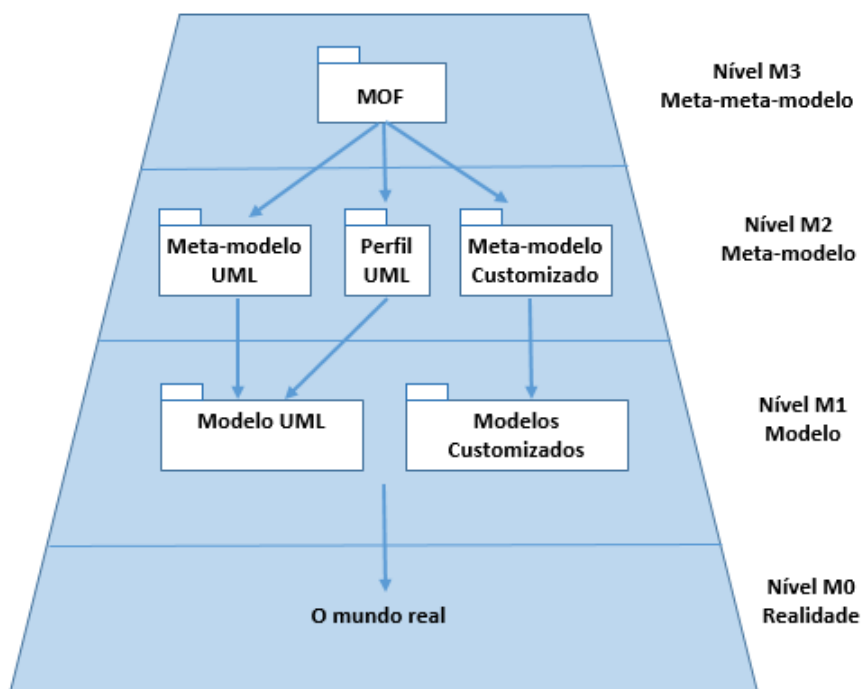 MOF
Nível M3
Meta-meta-modelo
Meta-modelo
UML
Perfil
UML
Meta-modelo
Customizado
Nível M2
Meta-modelo
Modelo UML
Modelos
Customizados
Nível M1
Modelo
O mundo real
Nível M0
Realidade